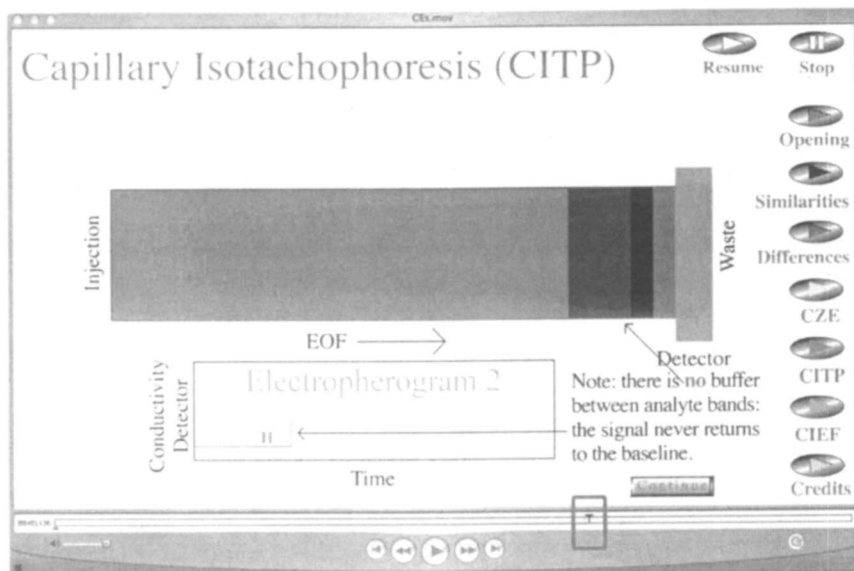 CEs.mov
Capillary Isotachophoresis (CITP)
Resume
Stop
Opening
Similarities
Differences
CZE
CITP
CIEF
Credits
Injection
Waste
EOF
Detector
Note: there is no buffer
between analyte bands:
the signal never returns
to the baseline.
Conductivity
Detector
Electropherogram 2
Time
Continue